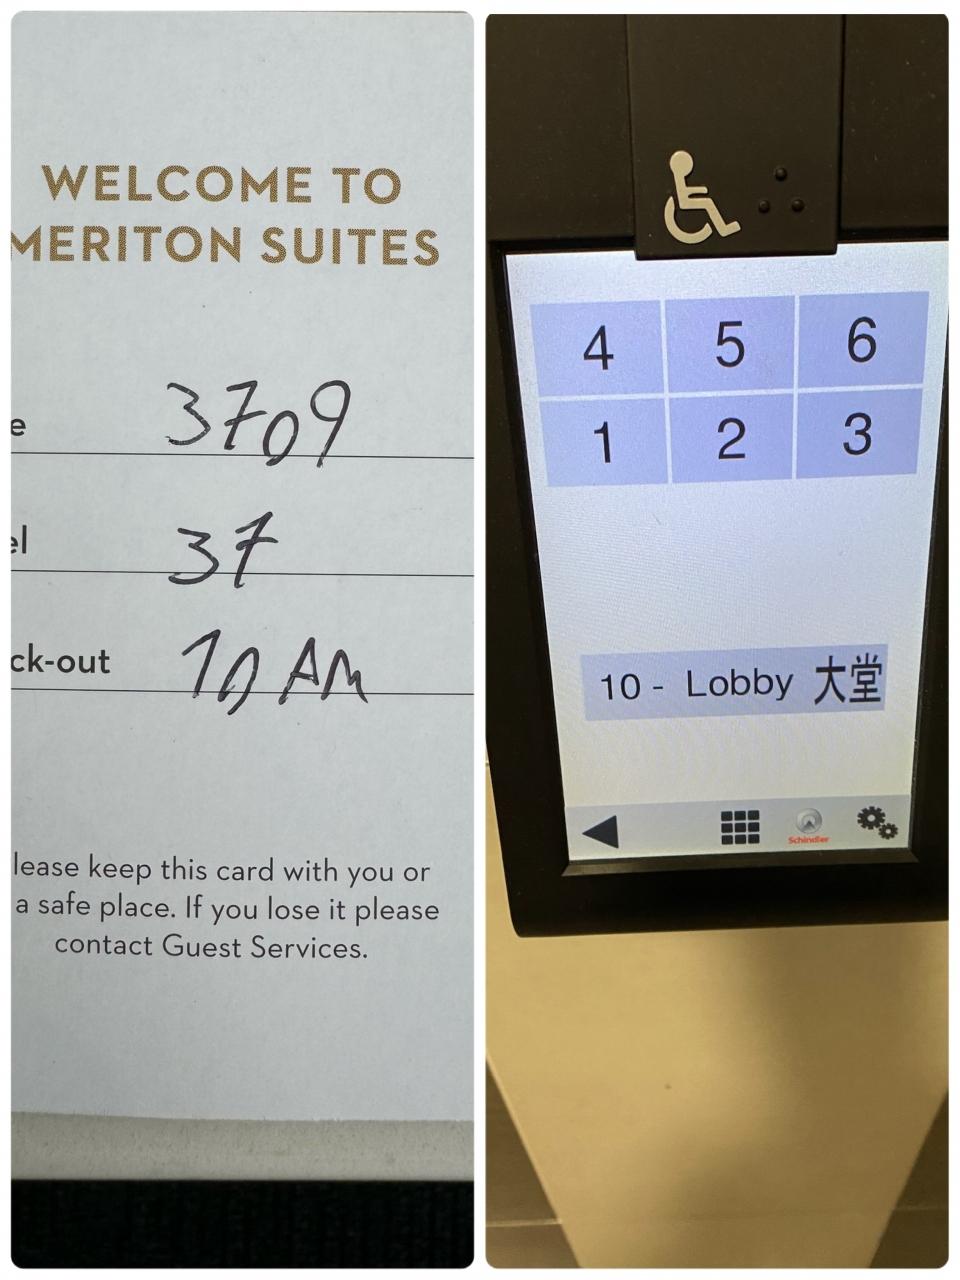 WELCOME TO
MERITON SUITES
e 3709
el 37
ck-out 10 AM
lease keep this card with you or
a safe place. If you lose it please
contact Guest Services.
4 5 6
1 2 3
10 - Lobby 大堂
Schindler